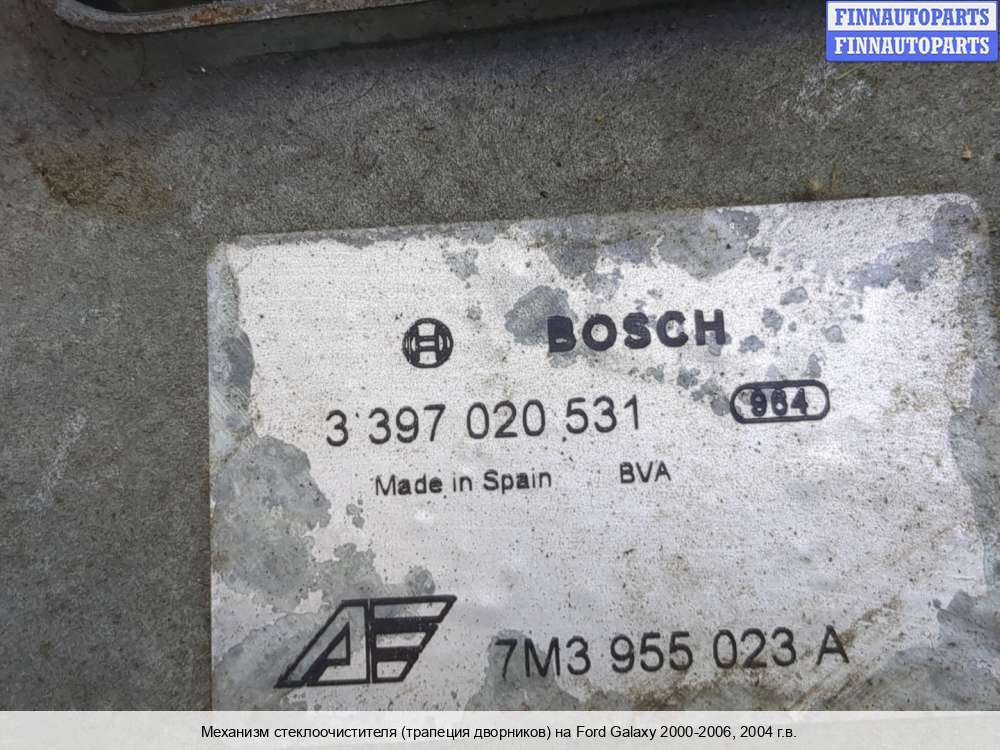 FINNAUTOPARTS
FINNAUTOPARTS
BOSCH
3 397 020 531
964
Made in Spain BVA
AE
7M3 955 023 A
Механизм стеклоочистителя (трапеция дворников) на Ford Galaxy 2000-2006, 2004 г.в.